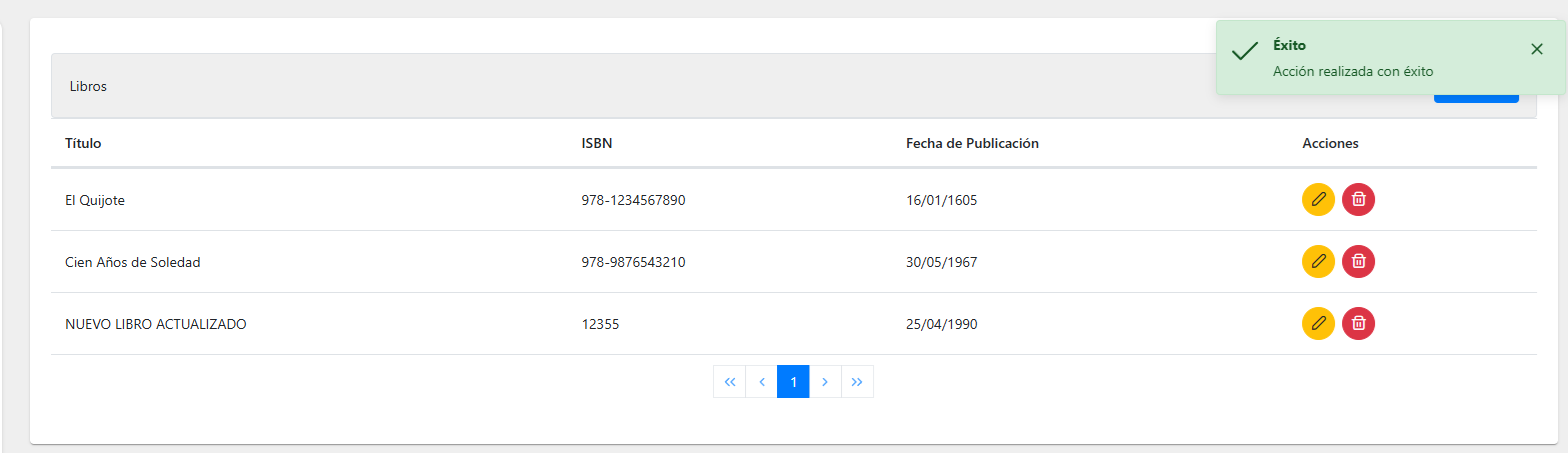 Éxito
Acción realizada con éxito
Libros
Título ISBN Fecha de Publicación Acciones
El Quijote 978-1234567890 16/01/1605
Cien Años de Soledad 978-9876543210 30/05/1967
NUEVO LIBRO ACTUALIZADO 12355 25/04/1990
1